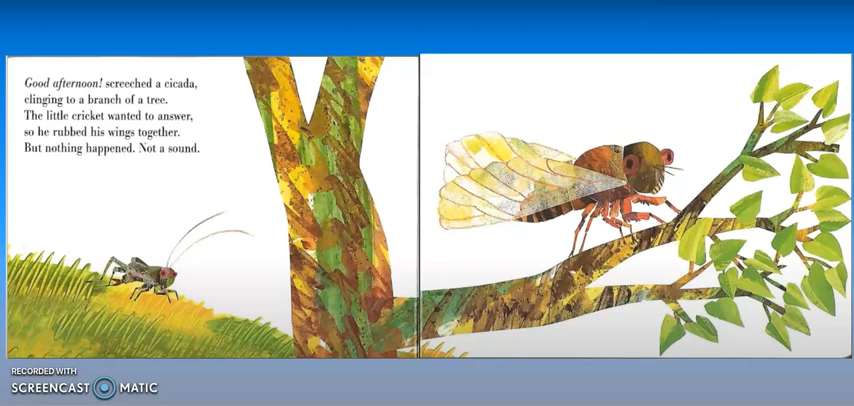 Good afternoon! screeched a cicada,
clinging to a branch of a tree.
The little cricket wanted to answer,
so he rubbed his wings together.
But nothing happened. Not a sound.
RECORDED WITH
SCREENCAST MATIC